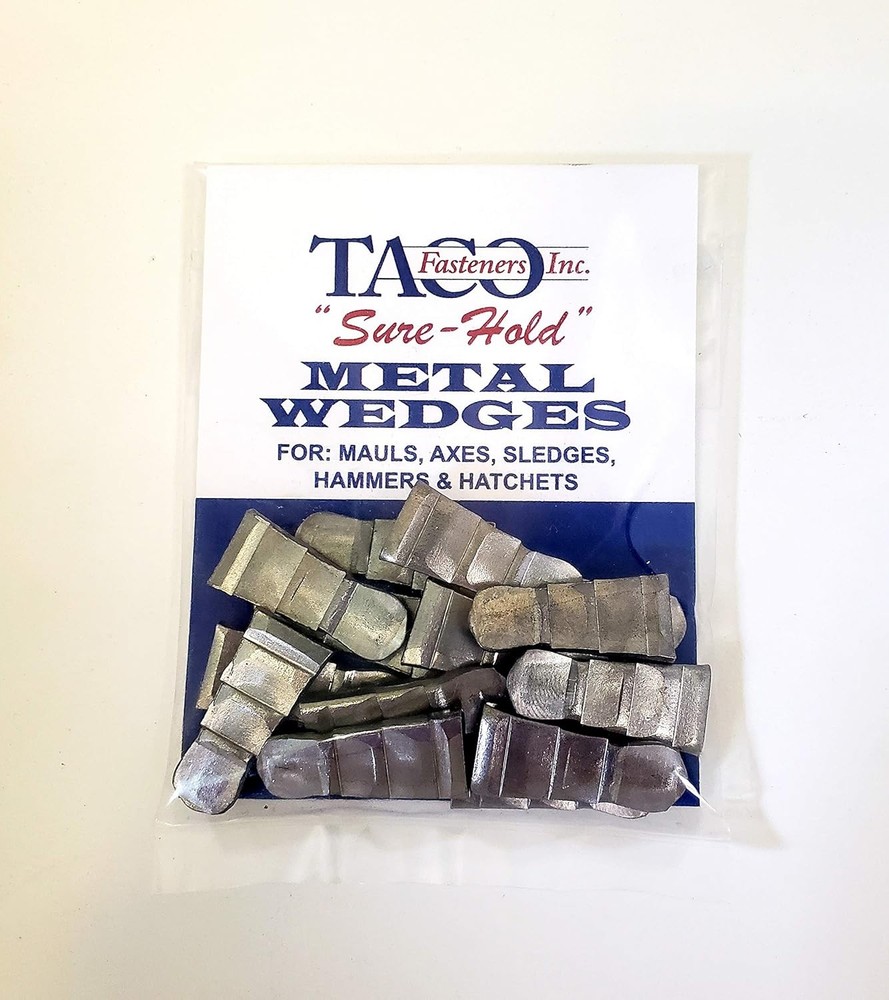 TACO Fasteners Inc.
"Sure-Hold"
METAL
WEDGES
FOR: MAULS, AXES, SLEDGES,
HAMMERS & HATCHETS